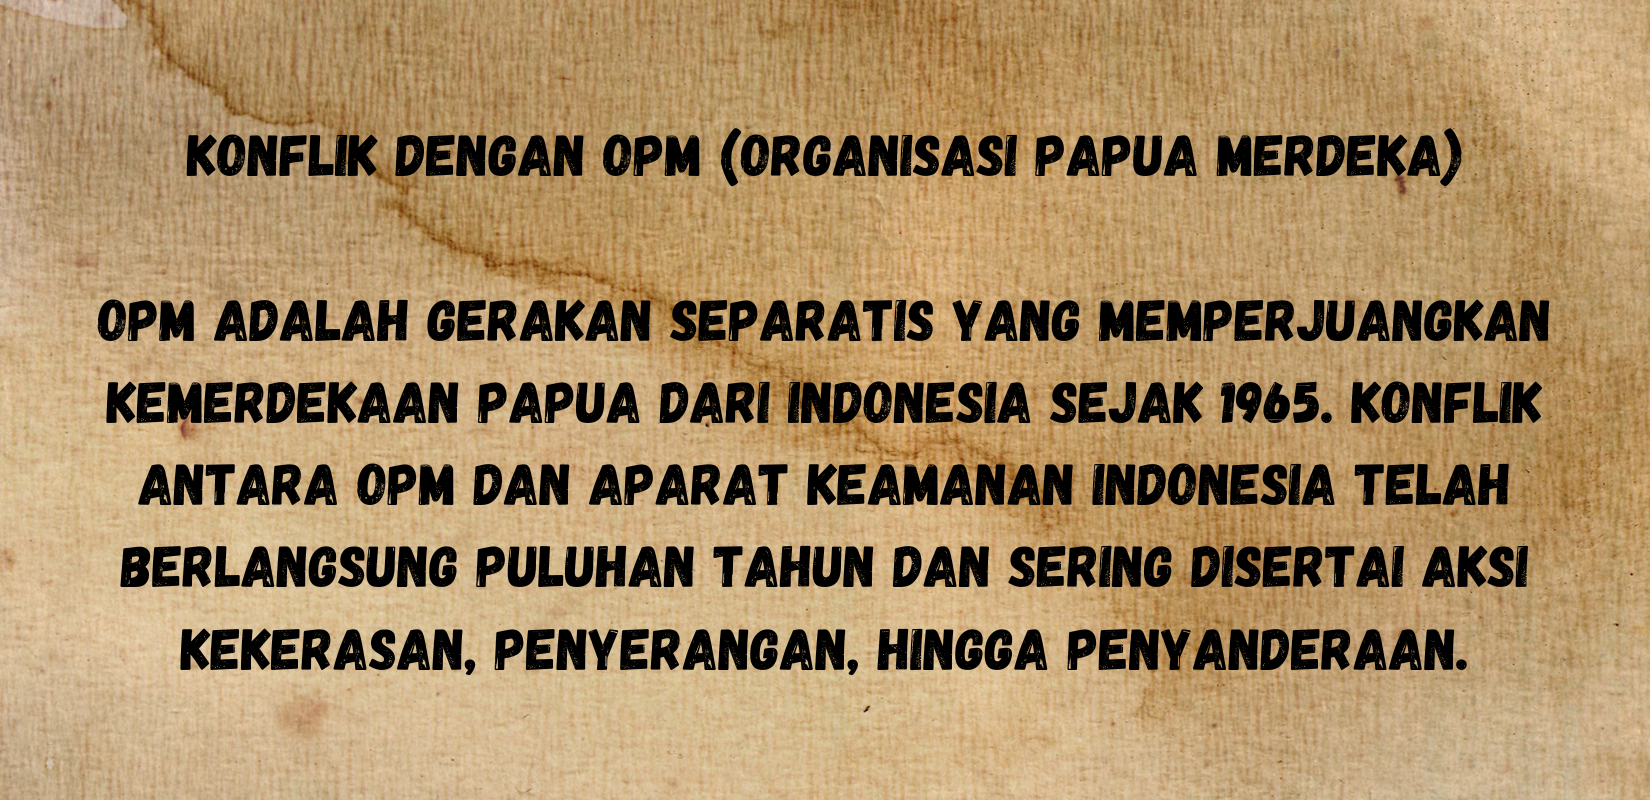 KONFLIK DENGAN OPM (ORGANISASI PAPUA MERDEKA)
OPM ADALAH GERAKAN SEPARATIS YANG MEMPERJUANGKAN
KEMERDEKAAN PAPUA DARI INDONESIA SEJAK 1965. KONFLIK
ANTARA OPM DAN APARAT KEAMANAN INDONESIA TELAH
BERLANGSUNG PULUHAN TAHUN DAN SERING DISERTAI AKSI
KEKERASAN, PENYERANGAN, HINGGA PENYANDERAAN.